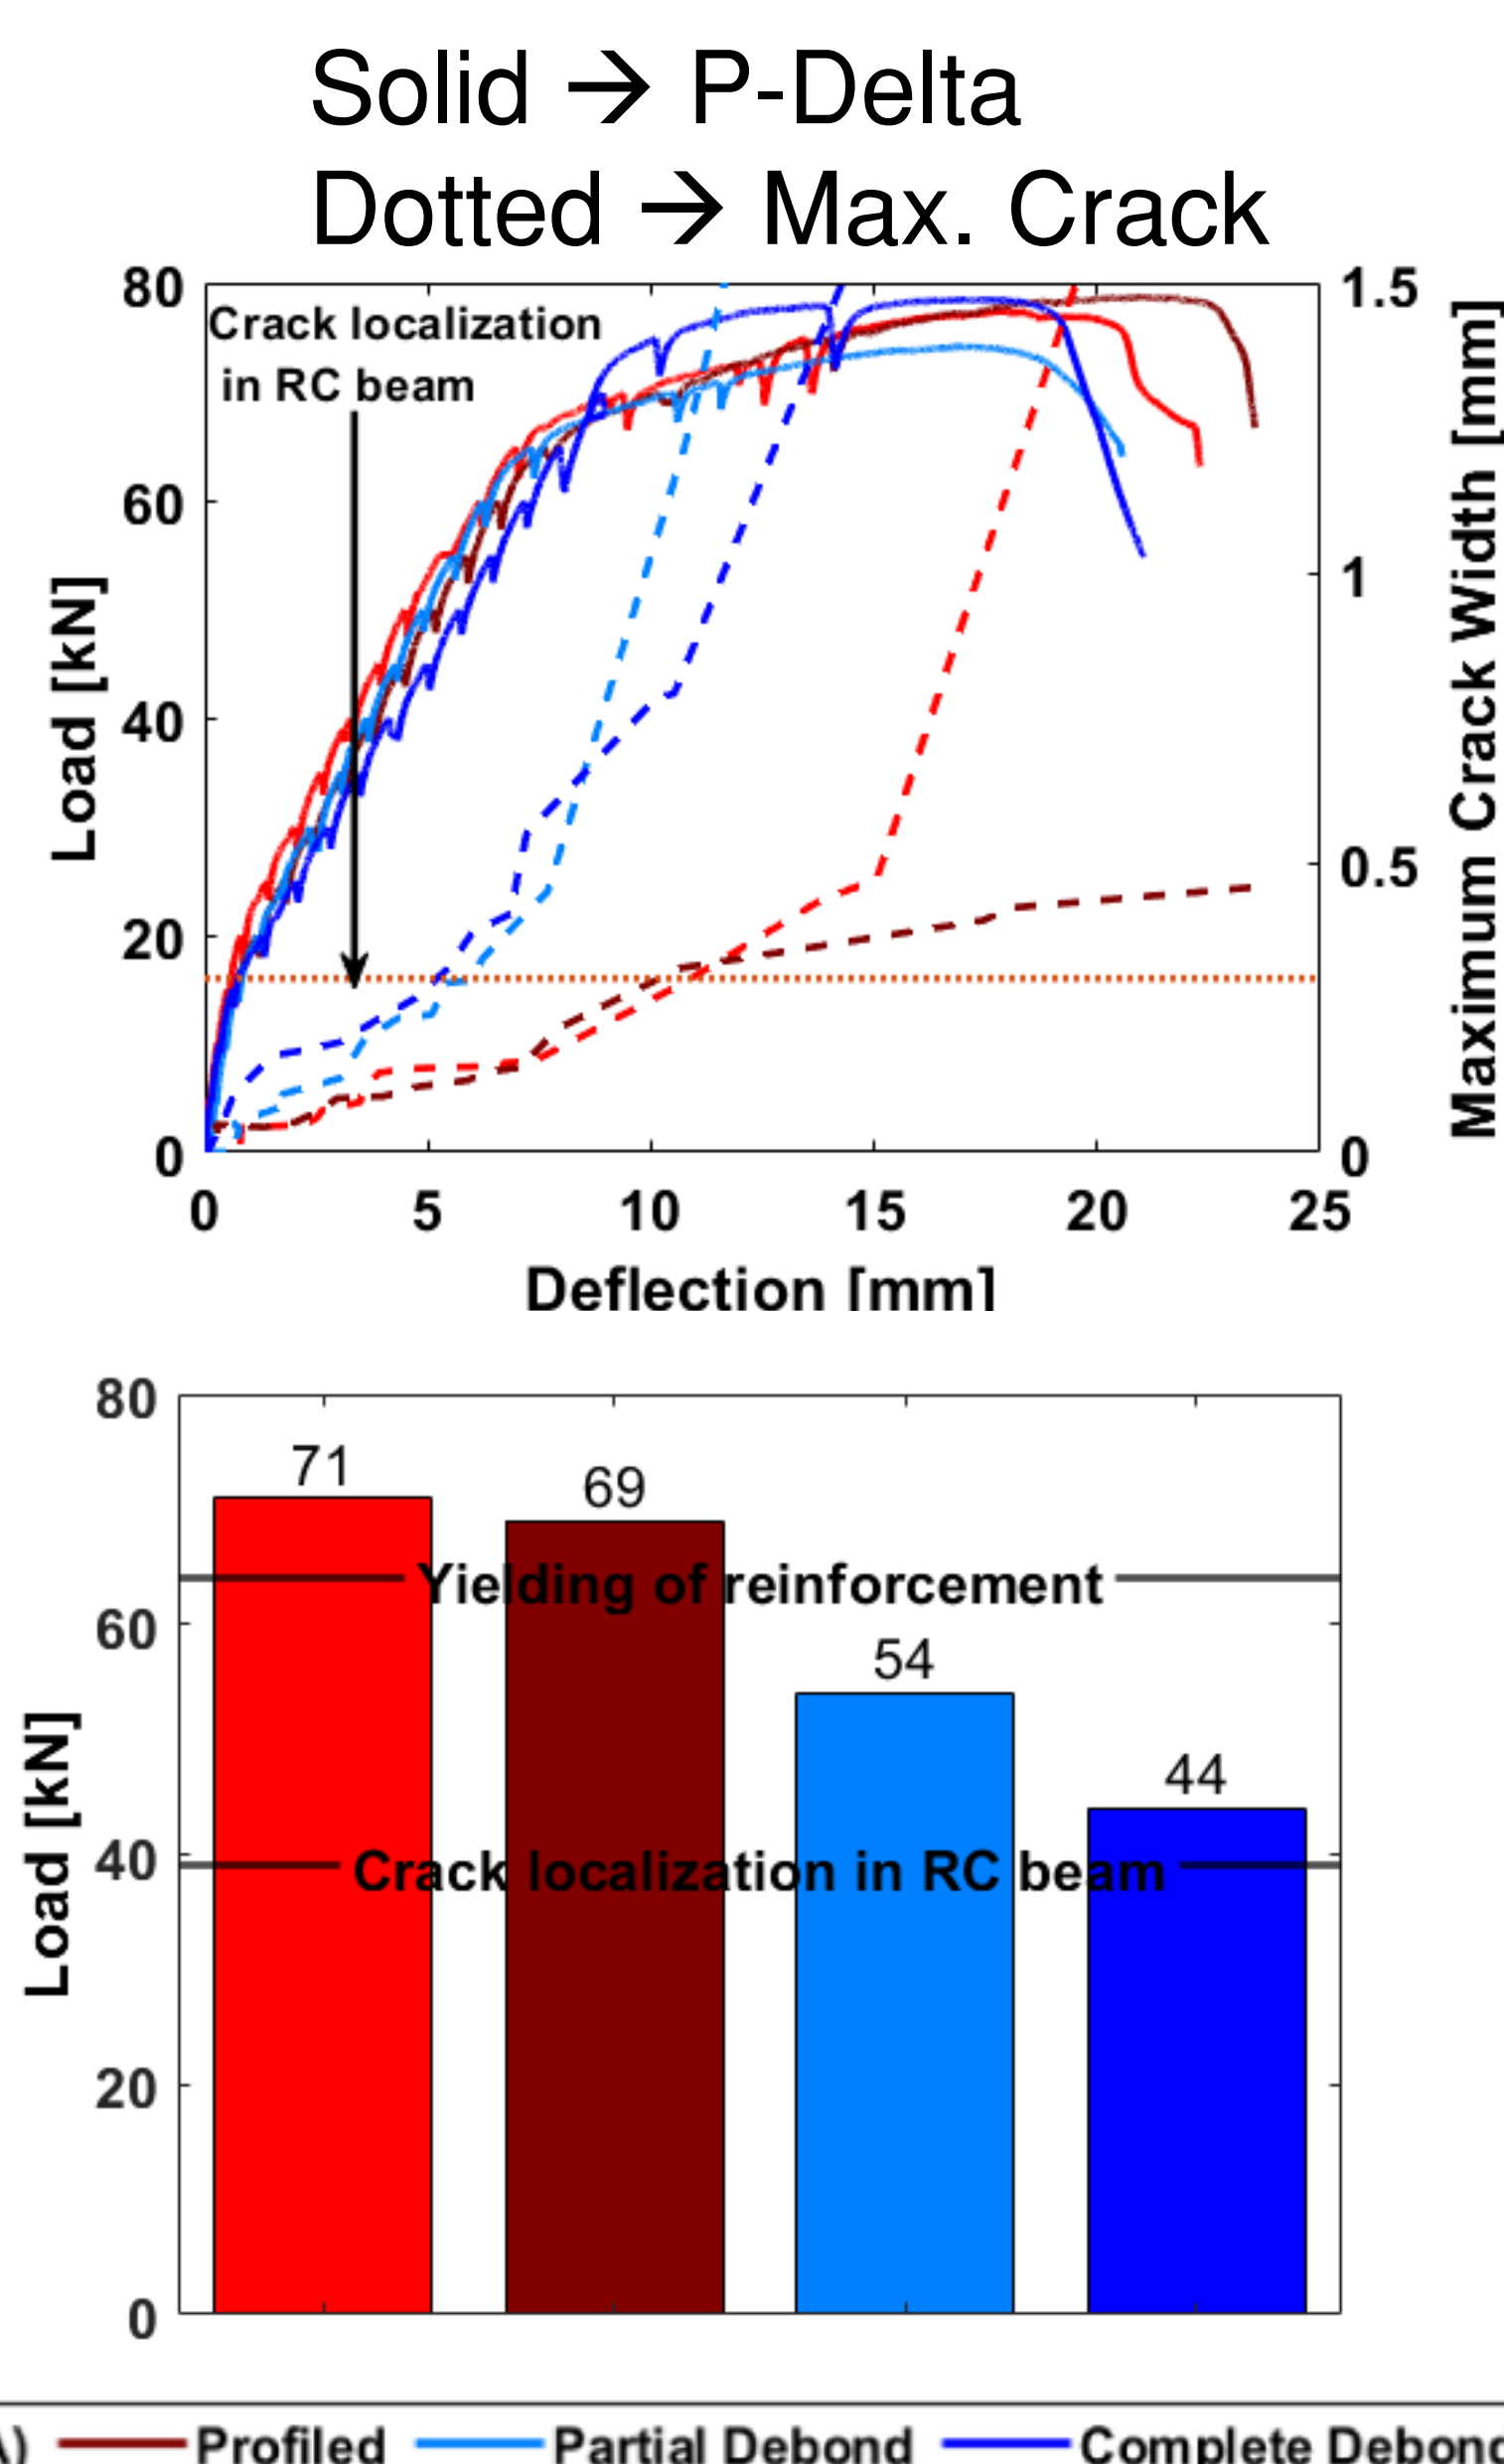 Solid → P-Delta
Dotted → Max. Crack
80
1.5
Crack localization
in RC beam
60
1
40
0.5
20
0
0
0
5
10
15
20
25
Load [kN]
Maximum Crack Width [mm]
Deflection [mm]
80
71
69
Yielding of reinforcement
60
54
44
40
Crack localization in RC beam
20
0
Load [kN]
A) Profiled Partial Debond Complete Debond